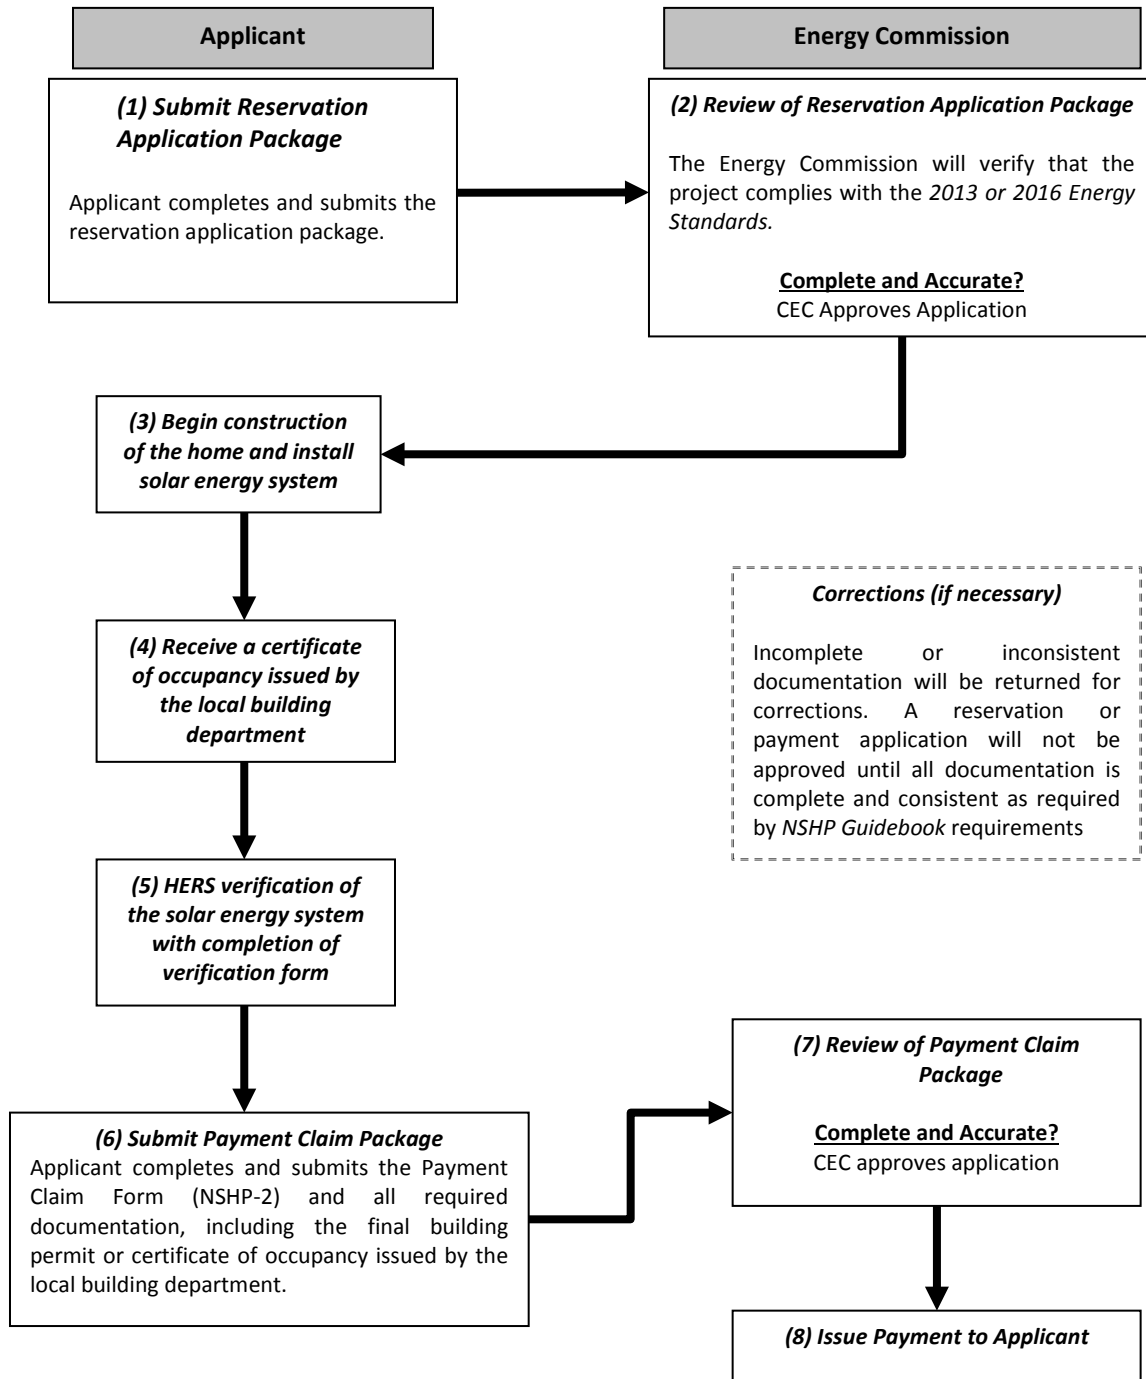 Applicant
Energy Commission
(1) Submit Reservation
Application Package
Applicant completes and submits the
reservation application package.
(2) Review of Reservation Application Package
The Energy Commission will verify that the
project complies with the 2013 or 2016 Energy
Standards.
Complete and Accurate?
CEC Approves Application
(3) Begin construction
of the home and install
solar energy system
(4) Receive a certificate
of occupancy issued by
the local building
department
Corrections (if necessary)
Incomplete or inconsistent
documentation will be returned for
corrections. A reservation or
payment application will not be
approved until all documentation is
complete and consistent as required
by NSHP Guidebook requirements
(5) HERS verification of
the solar energy system
with completion of
verification form
(6) Submit Payment Claim Package
Applicant completes and submits the Payment
Claim Form (NSHP-2) and all required
documentation, including the final building
permit or certificate of occupancy issued by the
local building department.
(7) Review of Payment Claim
Package
Complete and Accurate?
CEC approves application
(8) Issue Payment to Applicant